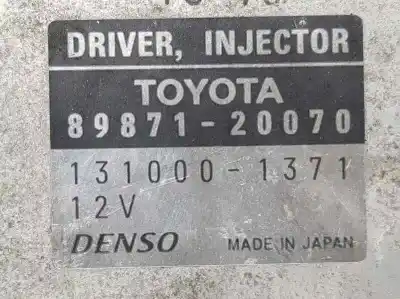 DRIVER, INJECTOR
TOYOTA
89871-20070
131000-1371
12V
DENSO MADE IN JAPAN